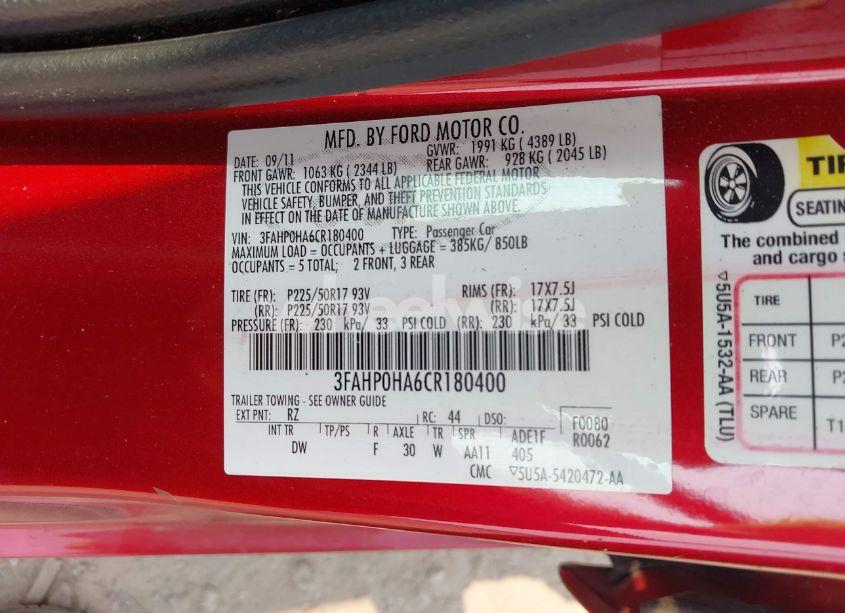 MFD. BY FORD MOTOR CO.
DATE: 09/11 GVWR: 1991 KG ( 4389 LB)
FRONT GAWR: 1063 KG ( 2344 LB) REAR GAWR: 928 KG ( 2045 LB)
THIS VEHICLE CONFORMS TO ALL APPLICABLE FEDERAL MOTOR
VEHICLE SAFETY, BUMPER, AND THEFT PREVENTION STANDARDS
IN EFFECT ON THE DATE OF MANUFACTURE SHOWN ABOVE.
VIN: 3FAHP0HA6CR180400 TYPE: Passenger Car
MAXIMUM LOAD = OCCUPANTS + LUGGAGE = 385KG/ 850LB
OCCUPANTS = 5 TOTAL; 2 FRONT, 3 REAR
TIRE (FR): P225/50R17 93V RIMS (FR): 17X7.5J
(RR): P225/50R17 93V (RR): 17X7.5J
PRESSURE (FR): 230 kPa/ 33 PSI COLD (RR): 230 kPa/ 33 PSI COLD
3FAHP0HA6CR180400
TRAILER TOWING - SEE OWNER GUIDE
EXT PNT: RZ RC: 44 DSO: F0080
INT TR TP/PS R AXLE TR SPR ADE1F R0062
DW F 30 W AA11 405
CMC ▽5U5A-5420472-AA
TIR
SEATING
The combined
and cargo s
TIRE
FRONT P2
REAR P2
SPARE T1
▽5U5A-1532-AA (TLU)
wheelwise